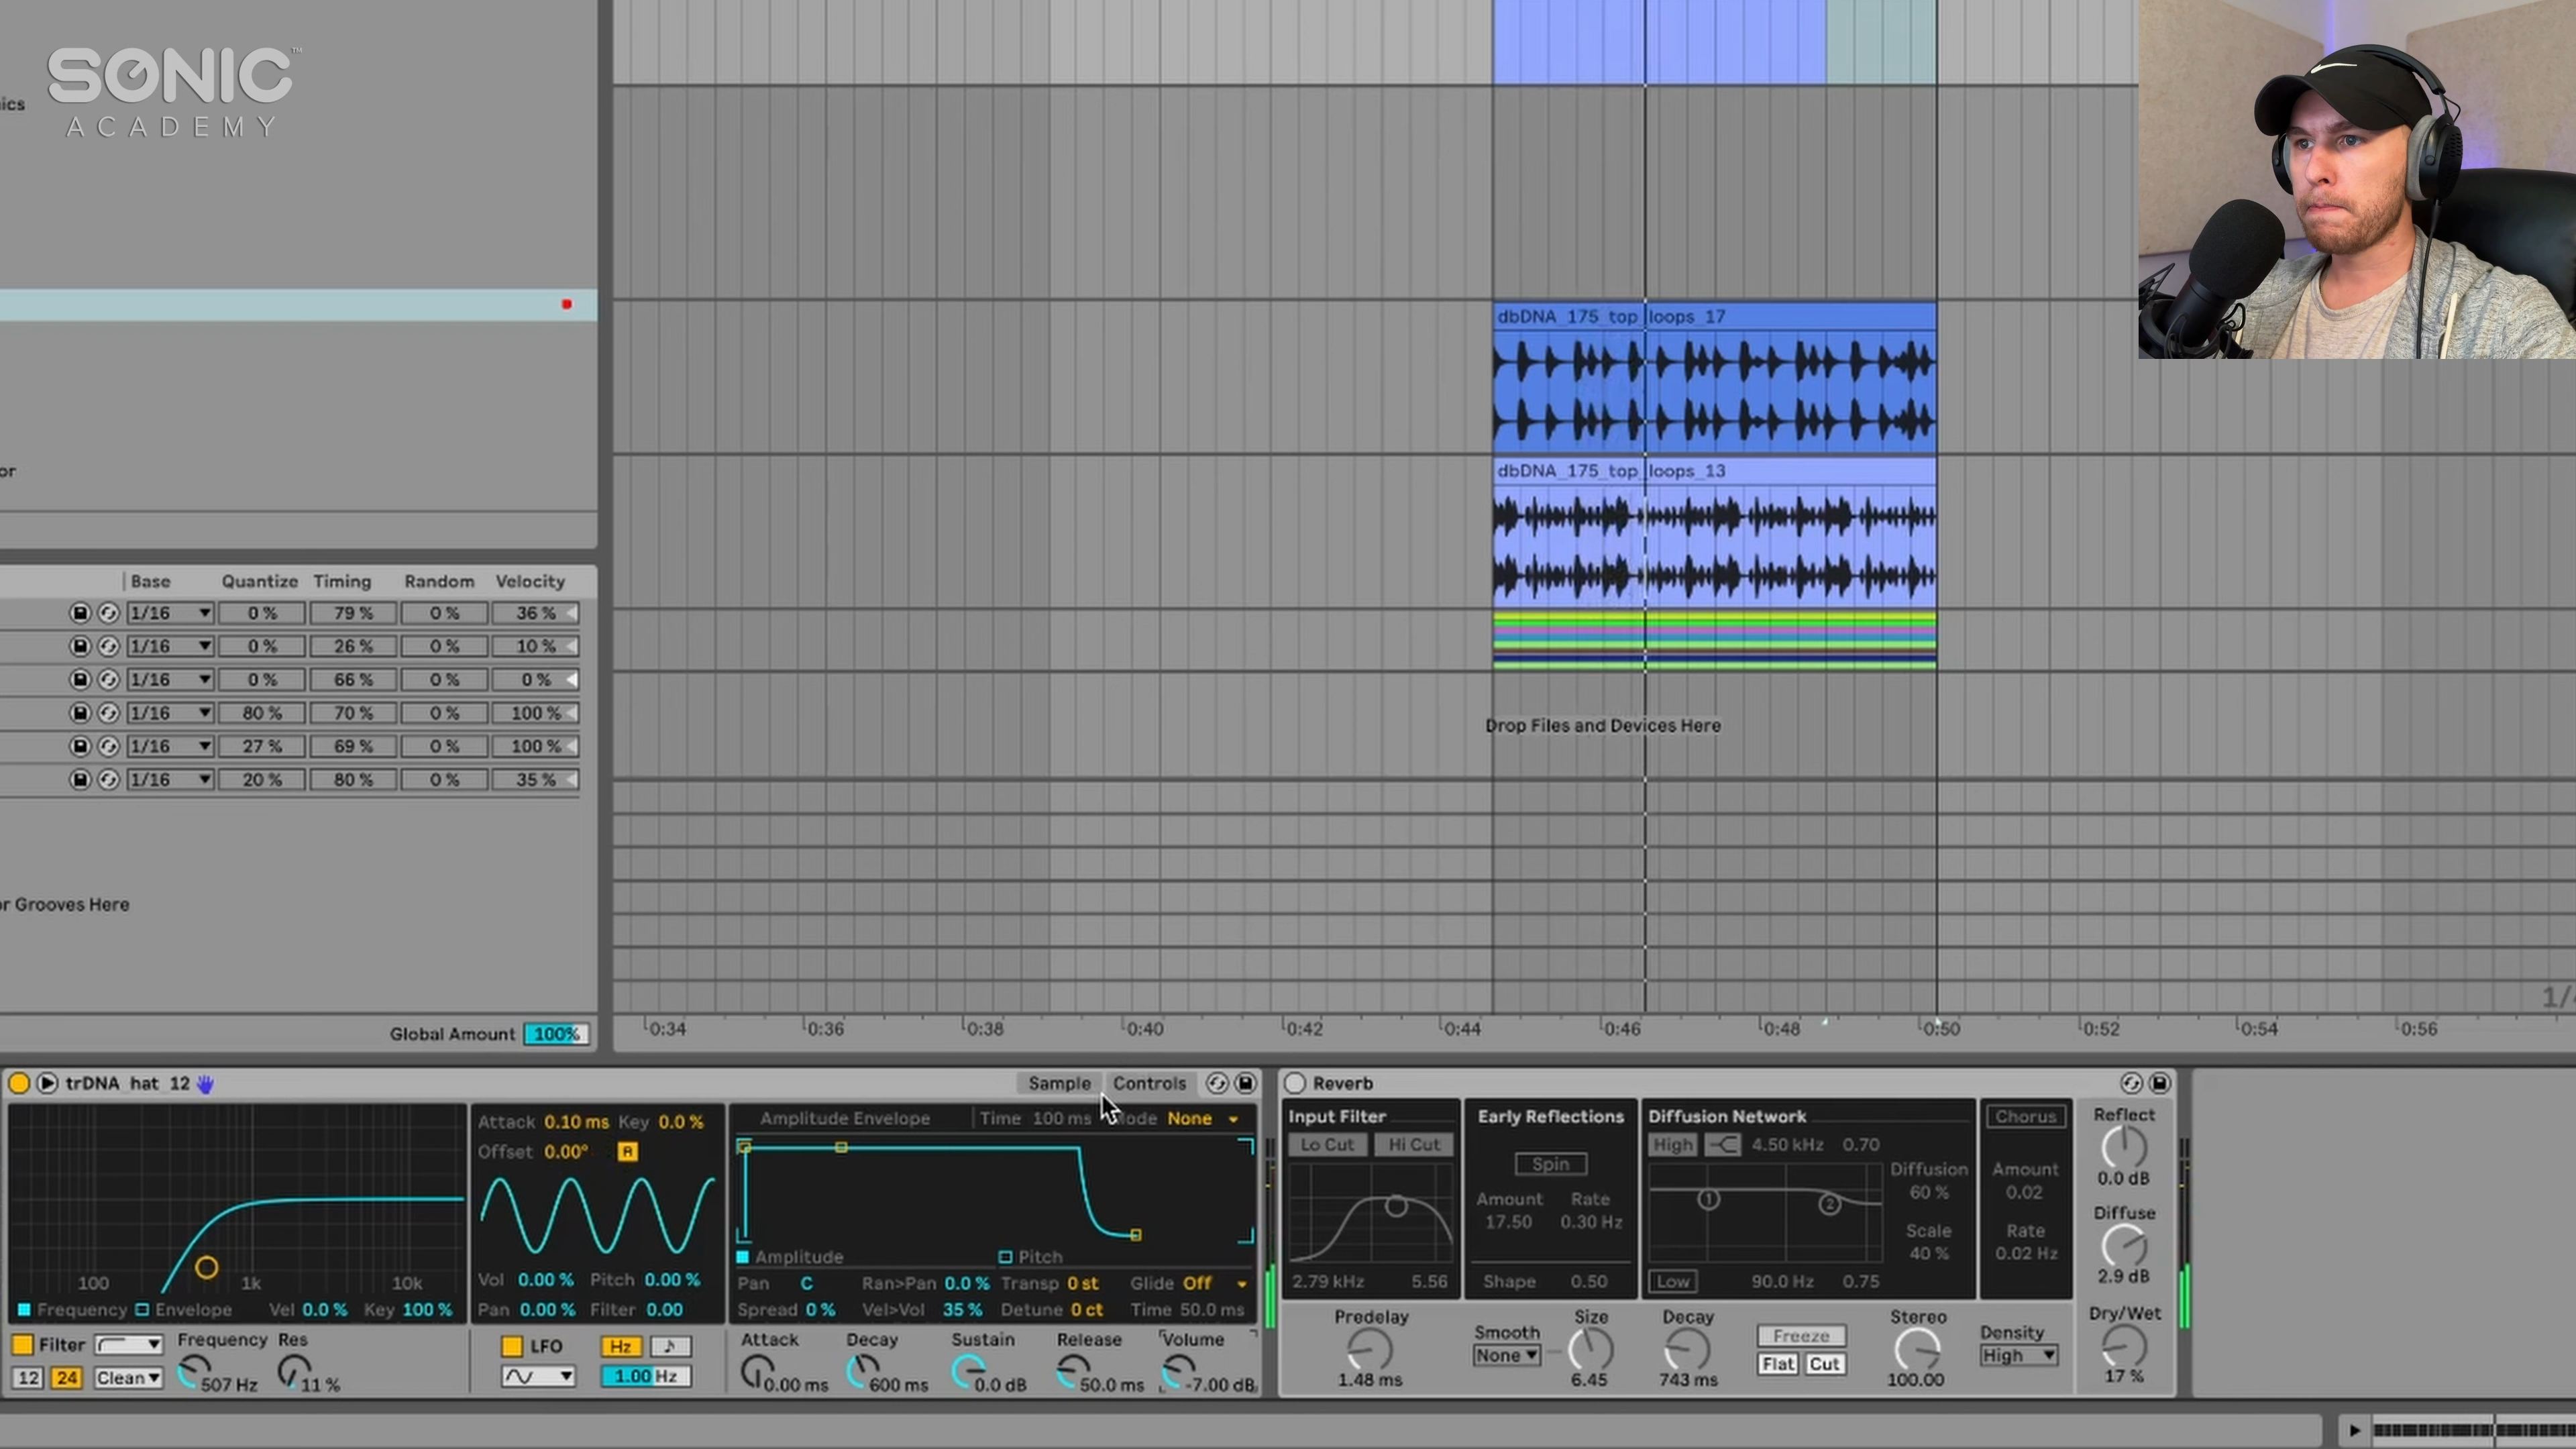 SONIC™
ACADEMY
ics
or
dbDNA_175_top_loops_17
dbDNA_175_top_loops_13
Drop Files and Devices Here
Base Quantize Timing Random Velocity
1/16 0 % 79 % 0 % 36 %
1/16 0 % 26 % 0 % 10 %
1/16 0 % 66 % 0 % 0 %
1/16 80 % 70 % 0 % 100 %
1/16 27 % 69 % 0 % 100 %
1/16 20 % 80 % 0 % 35 %
or Grooves Here
Global Amount 100%
1/
0:34 0:36 0:38 0:40 0:42 0:44 0:46 0:48 0:50 0:52 0:54 0:56
trDNA_hat_12 Sample Controls
100 1k 10k
Frequency Envelope Vel 0.0 % Key 100 %
Filter Frequency Res
12 24 Clean 507 Hz 11 %
Attack 0.10 ms Key 0.0 %
Offset 0.00° R
Vol 0.00 % Pitch 0.00 %
Pan 0.00 % Filter 0.00
LFO Hz ♪
1.00 Hz
Amplitude Envelope Time 100 ms Mode None
Amplitude Pitch
Pan C Ran>Pan 0.0 % Transp 0 st Glide Off
Spread 0 % Vel>Vol 35 % Detune 0 ct Time 50.0 ms
Attack Decay Sustain Release Volume
0.00 ms 600 ms 0.0 dB 50.0 ms -7.00 dB
Reverb
Input Filter
Lo Cut Hi Cut
2.79 kHz 5.56
Early Reflections
Spin
Amount Rate
17.50 0.30 Hz
Shape 0.50
Diffusion Network
High 4.50 kHz 0.70
1 2
Diffusion
60 %
Scale
40 %
Low 90.0 Hz 0.75
Chorus
Amount
0.02
Rate
0.02 Hz
Predelay
1.48 ms
Smooth
None
Size
6.45
Decay
743 ms
Freeze
Flat Cut
Stereo
100.00
Density
High
Reflect
0.0 dB
Diffuse
2.9 dB
Dry/Wet
17 %